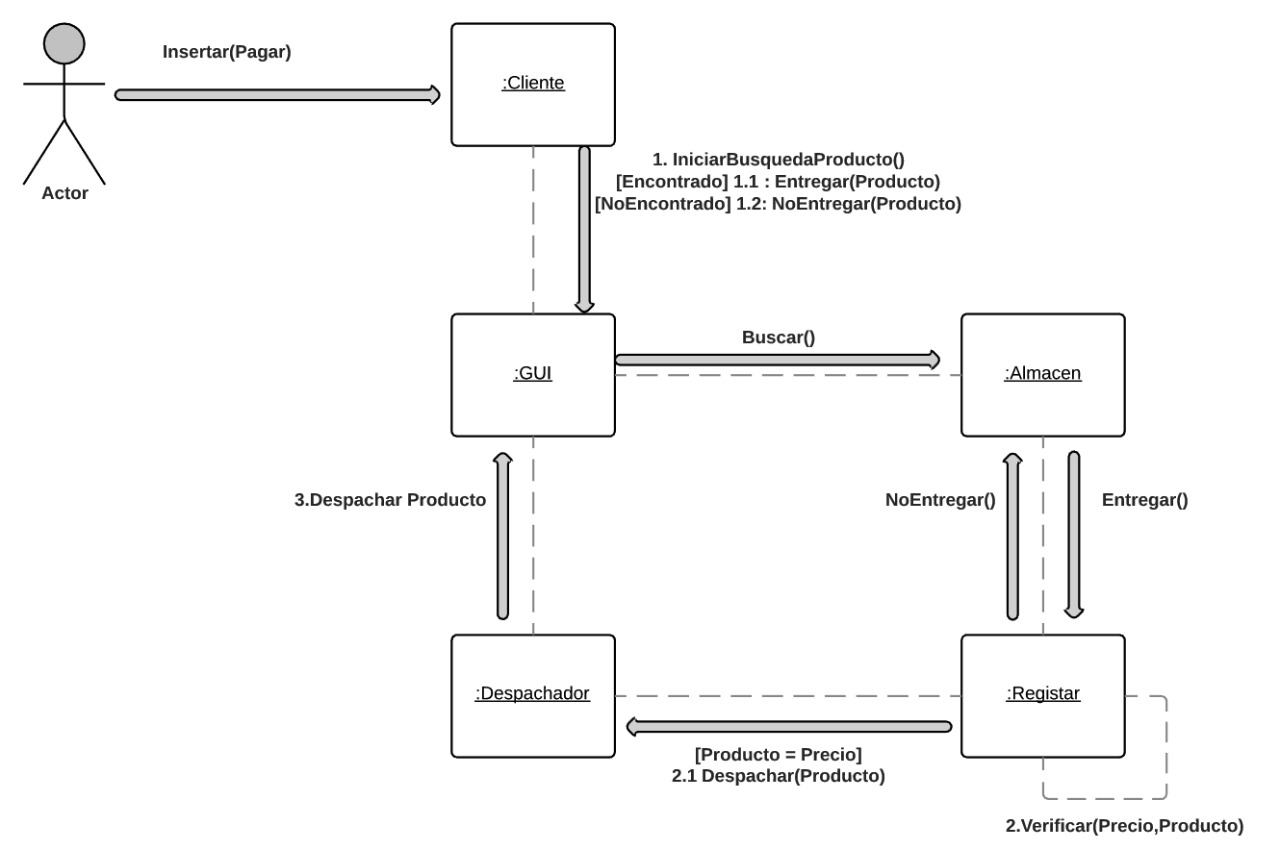 Insertar(Pagar)
:Cliente
Actor
1. IniciarBusquedaProducto()
[Encontrado] 1.1 : Entregar(Producto)
[NoEncontrado] 1.2: NoEntregar(Producto)
Buscar()
:GUI
:Almacen
3.Despachar Producto
NoEntregar()
Entregar()
:Despachador
:Registar
[Producto = Precio]
2.1 Despachar(Producto)
2.Verificar(Precio,Producto)